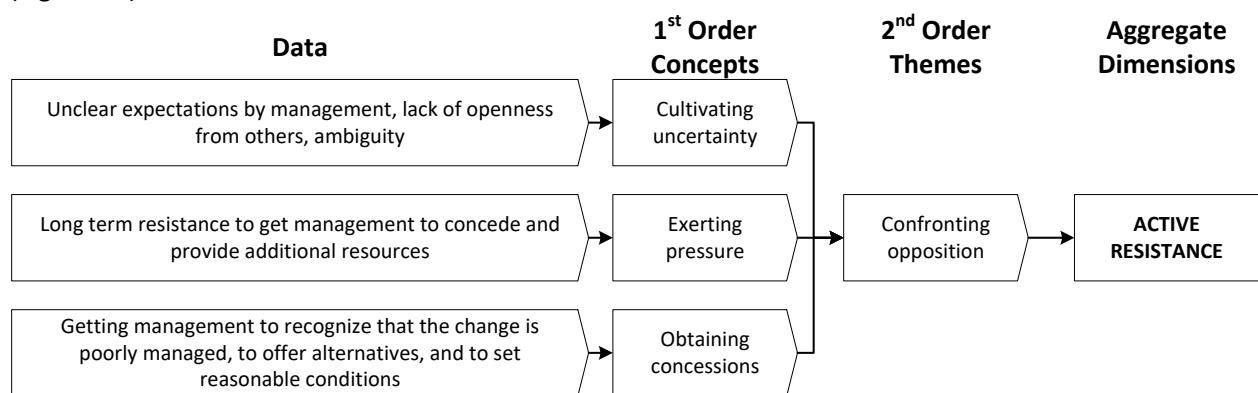 Data
1st Order
Concepts
2nd Order
Themes
Aggregate
Dimensions
Unclear expectations by management, lack of openness
from others, ambiguity
Cultivating
uncertainty
Long term resistance to get management to concede and
provide additional resources
Exerting
pressure
Confronting
opposition
ACTIVE
RESISTANCE
Getting management to recognize that the change is
poorly managed, to offer alternatives, and to set
reasonable conditions
Obtaining
concessions